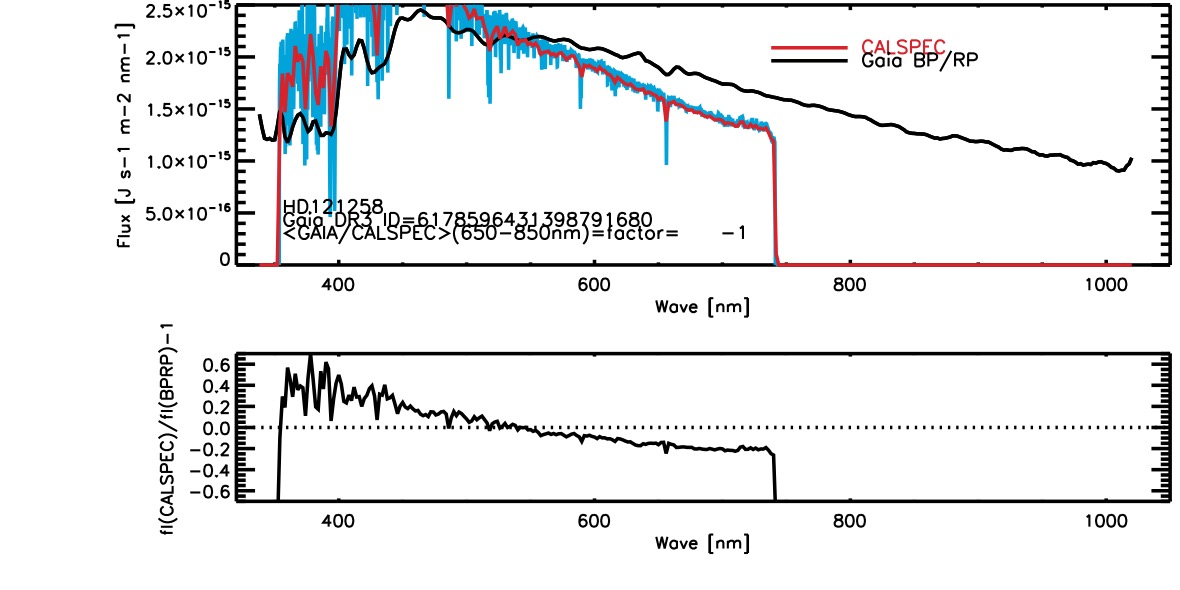 2.5×10−15
2.0×10−15
1.5×10−15
1.0×10−15
5.0×10−16
0
Flux [J s−1 m−2 nm−1]
CALSPEC
Gaia BP/RP
HD121258
Gaia DR3 ID=6178596431398791680
<GAIA/CALSPEC>(650−850nm)=factor= −1
400 600 800 1000
Wave [nm]
fl(CALSPEC)/fl(BPRP)−1
0.6
0.4
0.2
0.0
−0.2
−0.4
−0.6
400 600 800 1000
Wave [nm]